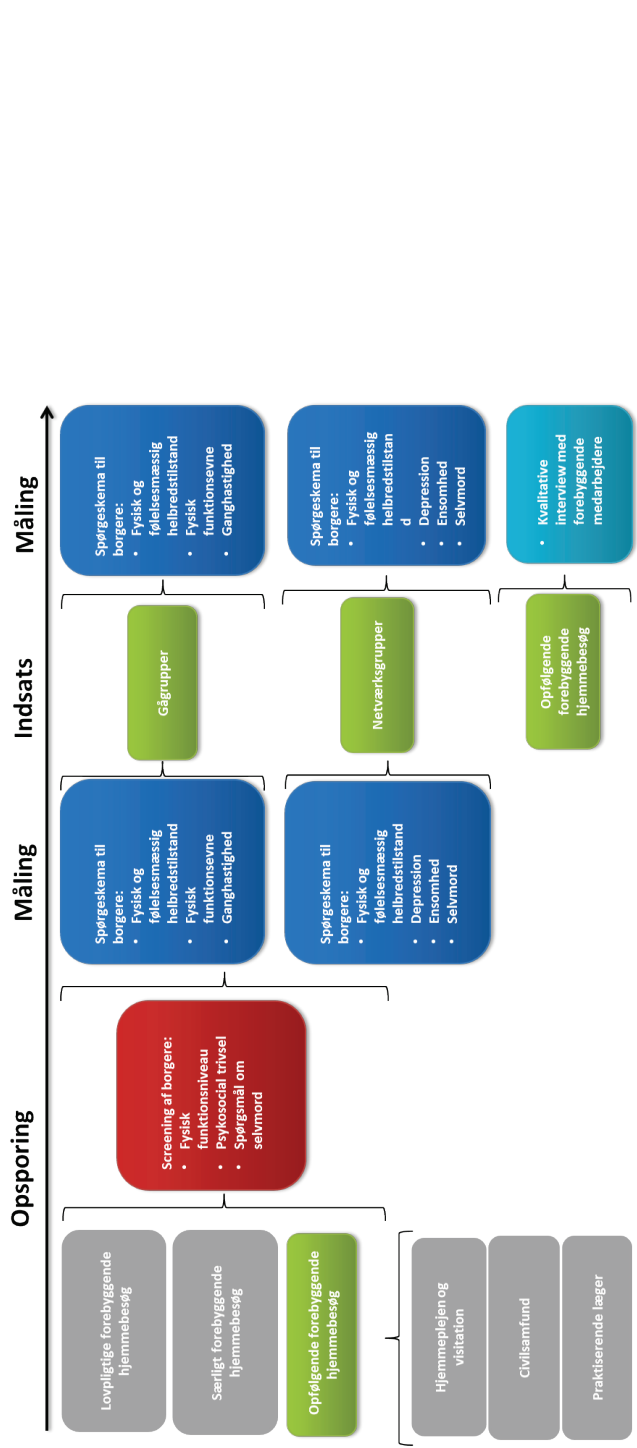 Opsporing
Måling
Indsats
Måling
Lovpligtige forebyggende
hjemmebesøg
Særligt forebyggende
hjemmebesøg
Opfølgende forebyggende
hjemmebesøg
Hjemmeplejen og
visitation
Civilsamfund
Praktiserende læger
Screening af borgere:
• Fysisk
funktionsniveau
• Psykosocial trivsel
• Spørgsmål om
selvmord
Spørgeskema til
borgere:
• Fysisk og
følelsesmæssig
helbredstilstand
• Fysisk
funktionsevne
• Ganghastighed
Spørgeskema til
borgere:
• Fysisk og
følelsesmæssig
helbredstilstand
• Depression
• Ensomhed
• Selvmord
Gågrupper
Netværksgrupper
Opfølgende
forebyggende
hjemmebesøg
Spørgeskema til
borgere:
• Fysisk og
følelsesmæssig
helbredstilstand
• Fysisk
funktionsevne
• Ganghastighed
Spørgeskema til
borgere:
• Fysisk og
følelsesmæssig
helbredstilstan
d
• Depression
• Ensomhed
• Selvmord
• Kvalitative
interview med
forebyggende
medarbejdere